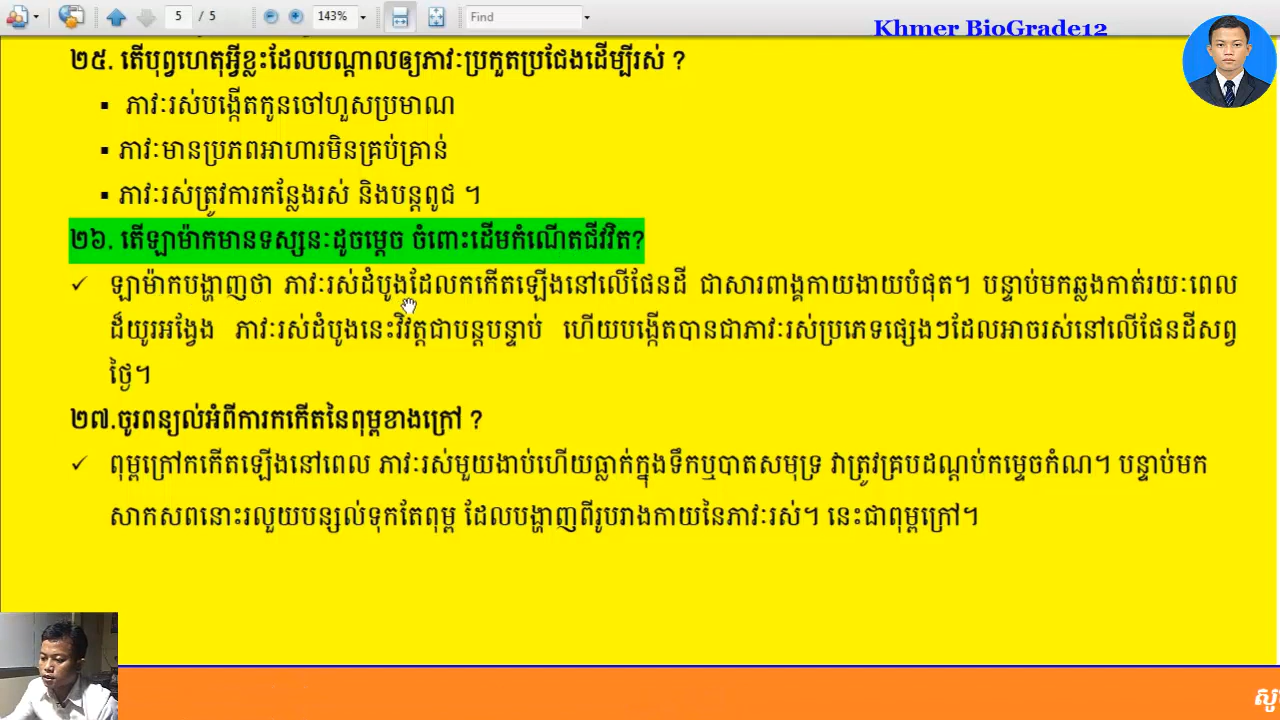 5 / 5 143% Find
Khmer BioGrade12
២៥. តើបុព្វហេតុអ្វីខ្លះដែលបណ្តាលឲ្យភាវៈប្រកួតប្រជែងដើម្បីរស់ ?
▪ ភាវៈរស់បង្កើតកូនចៅហួសប្រមាណ
▪ ភាវៈមានប្រភពអាហារមិនគ្រប់គ្រាន់
▪ ភាវៈរស់ត្រូវការកន្លែងរស់ និងបន្តពូជ ។
២៦. តើឡាម៉ាកមានទស្សនៈដូចម្តេច ចំពោះដើមកំណើតជីវវិត?
✓ ឡាម៉ាកបង្ហាញថា ភាវៈរស់ដំបូងដែលកកើតឡើងនៅលើផែនដី ជាសារពាង្គកាយងាយបំផុត។ បន្ទាប់មកឆ្លងកាត់រយៈពេល
ដ៏យូរអង្វែង ភាវៈរស់ដំបូងនេះវិវត្តជាបន្តបន្ទាប់ ហើយបង្កើតបានជាភាវៈរស់ប្រភេទផ្សេងៗដែលអាចរស់នៅលើផែនដីសព្វ
ថ្ងៃ។
២៧.ចូរពន្យល់អំពីការកកើតនៃពុម្ពខាងក្រៅ ?
✓ ពុម្ពក្រៅកកើតឡើងនៅពេល ភាវៈរស់មួយងាប់ហើយធ្លាក់ក្នុងទឹកឬបាតសមុទ្រ វាត្រូវគ្របដណ្តប់កម្ទេចកំណ។ បន្ទាប់មក
សាកសពនោះរលួយបន្សល់ទុកតែពុម្ព ដែលបង្ហាញពីរូបរាងកាយនៃភាវៈរស់។ នេះជាពុម្ពក្រៅ។